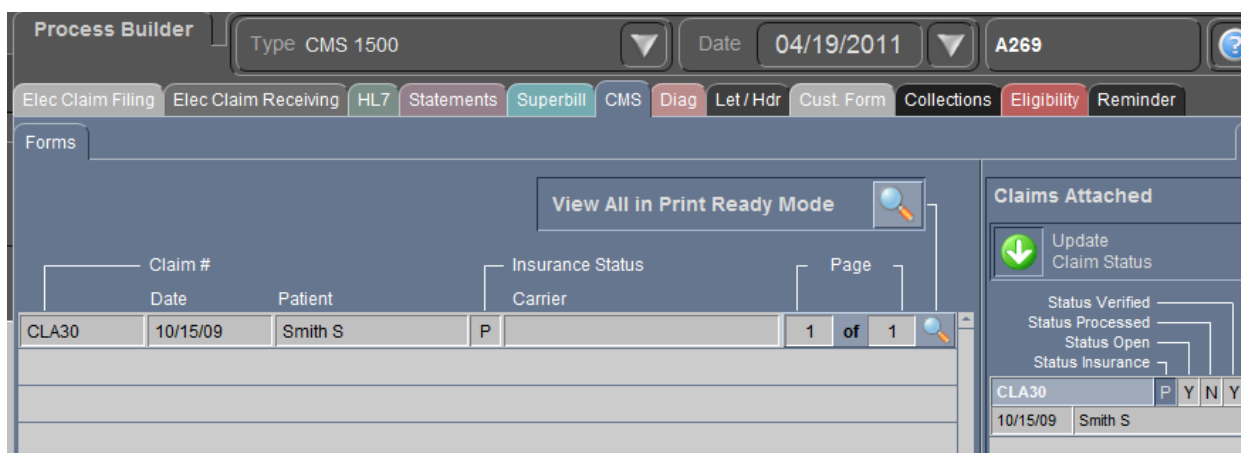 Process Builder
Type CMS 1500
Date 04/19/2011
A269
Elec Claim Filing Elec Claim Receiving HL7 Statements Superbill CMS Diag Let / Hdr Cust. Form Collections Eligibility Reminder
Forms
View All in Print Ready Mode
Claim # Insurance Status Page
Date Patient Carrier
CLA30 10/15/09 Smith S P 1 of 1
Claims Attached
Update
Claim Status
Status Verified
Status Processed
Status Open
Status Insurance
CLA30 P Y N Y
10/15/09 Smith S